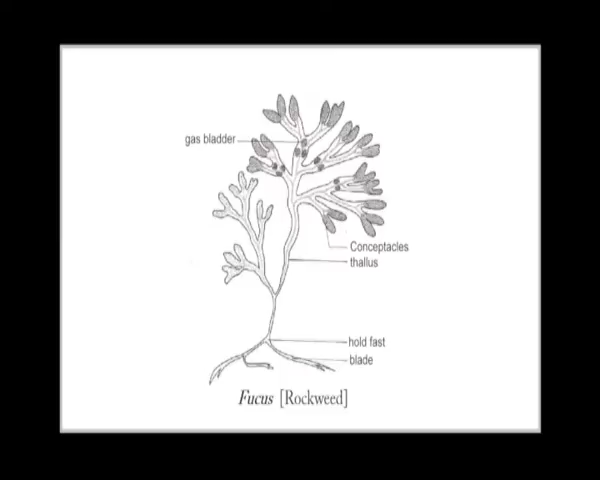 gas bladder
Conceptacles
thallus
hold fast
blade
Fucus [Rockweed]